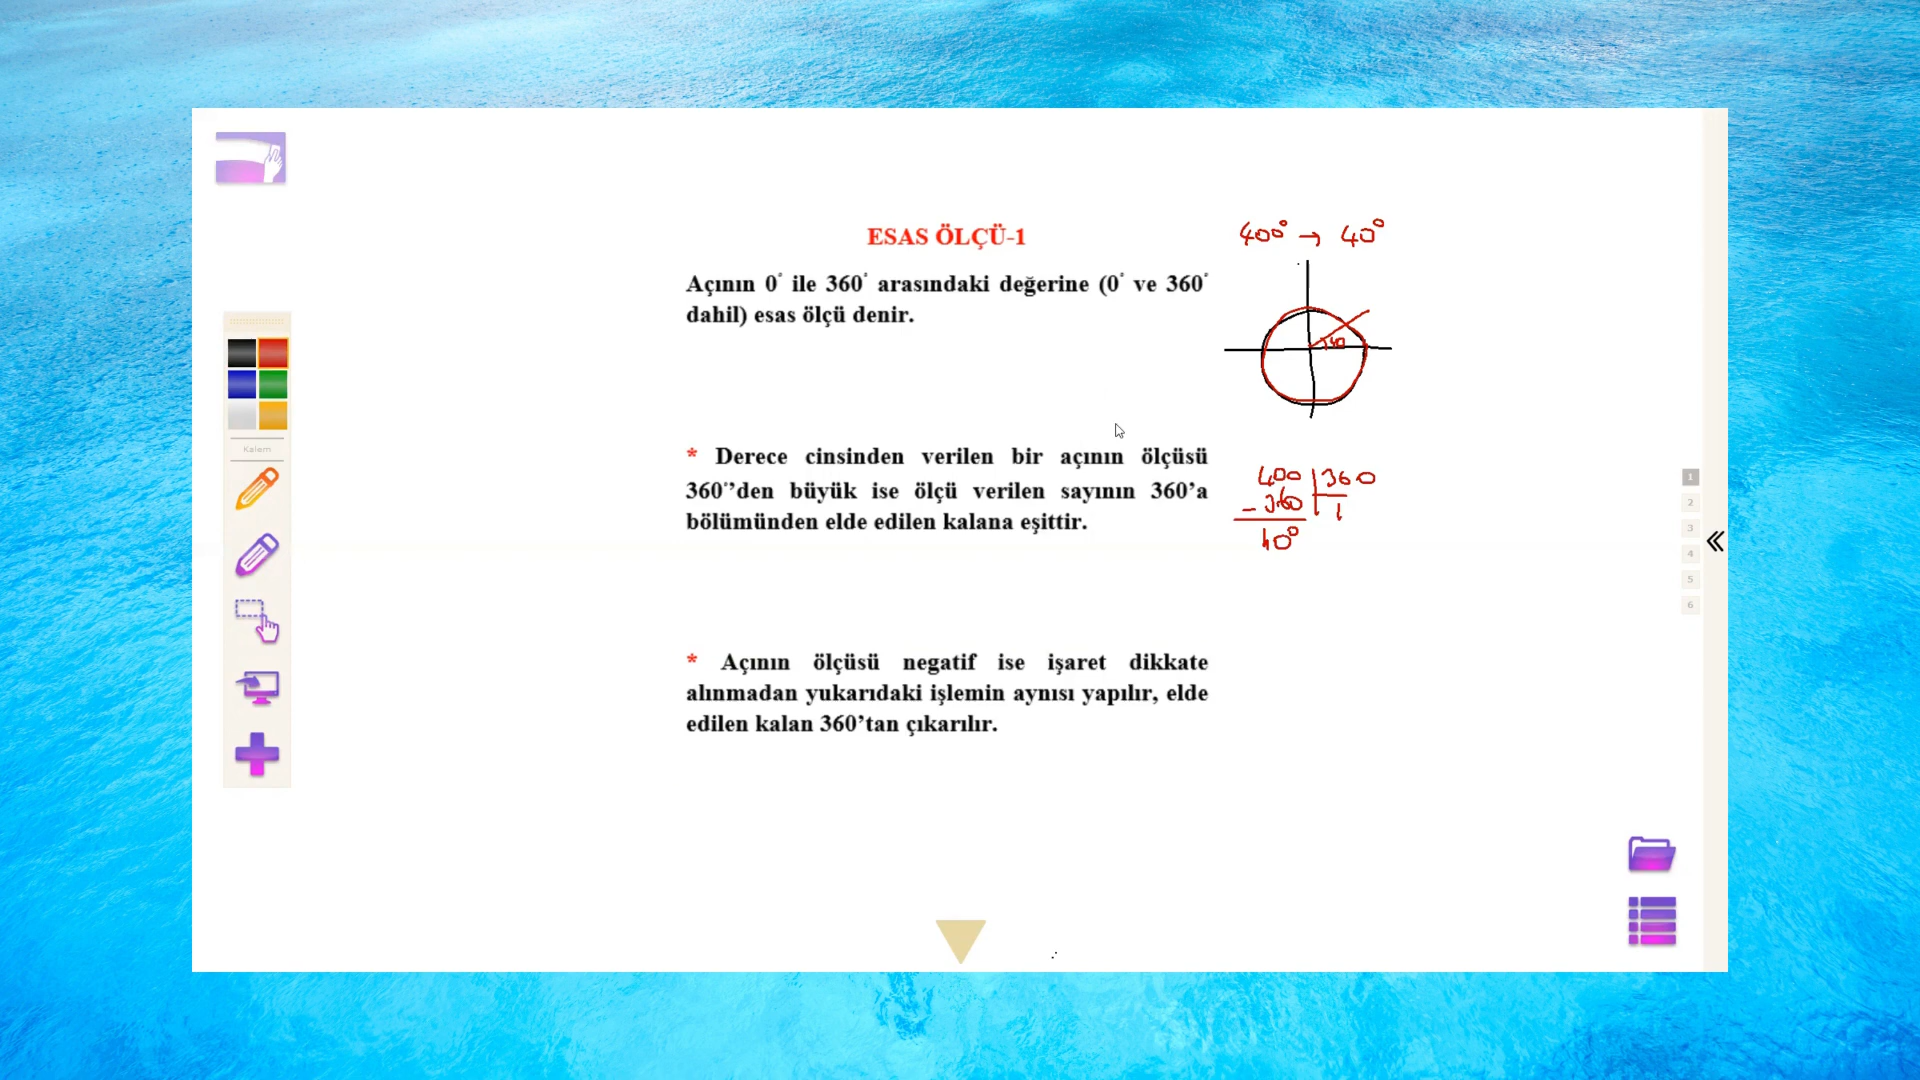 ESAS ÖLÇÜ-1
Açının 0° ile 360° arasındaki değerine (0° ve 360°
dahil) esas ölçü denir.
400° → 40°
40
Kalem
* Derece cinsinden verilen bir açının ölçüsü
360°'den büyük ise ölçü verilen sayının 360’a
bölümünden elde edilen kalana eşittir.
400 | 360
- 360 | 1
40°
* Açının ölçüsü negatif ise işaret dikkate
alınmadan yukarıdaki işlemin aynısı yapılır, elde
edilen kalan 360’tan çıkarılır.
1
2
3
4
5
6